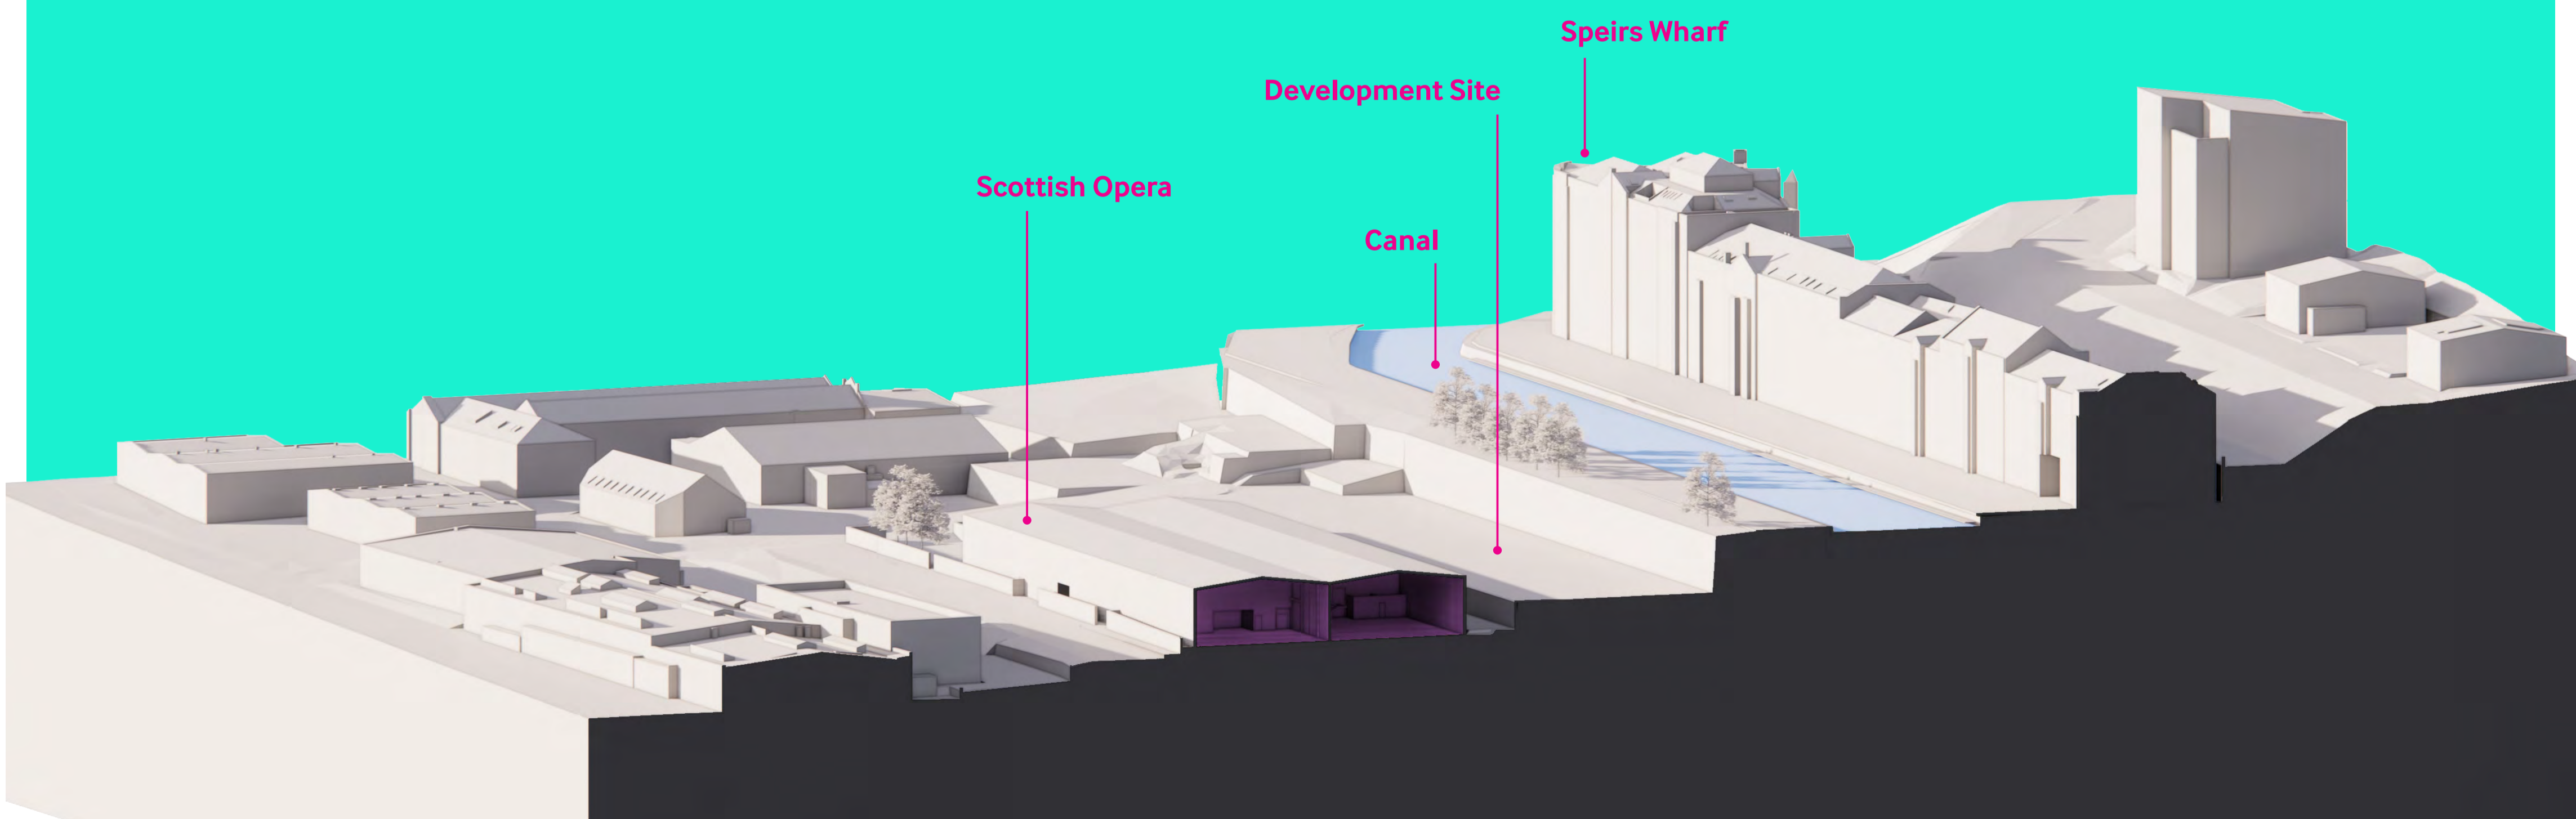 Speirs Wharf
Development Site
Scottish Opera
Canal